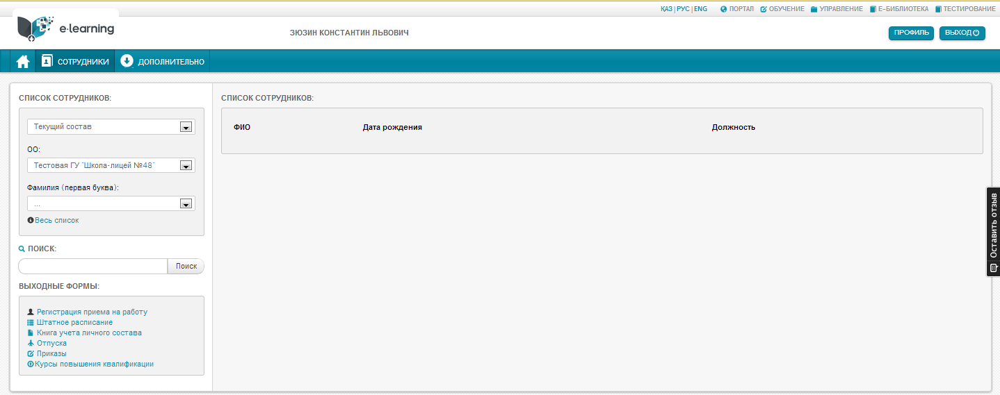 ҚАЗ | РУС | ENG ПОРТАЛ ОБУЧЕНИЕ УПРАВЛЕНИЕ Е-БИБЛИОТЕКА ТЕСТИРОВАНИЕ
e-learning
ЗЮЗИН КОНСТАНТИН ЛЬВОВИЧ
ПРОФИЛЬ ВЫХОД
СОТРУДНИКИ ДОПОЛНИТЕЛЬНО
СПИСОК СОТРУДНИКОВ:
Текущий состав
ОО:
Тестовая ГУ "Школа-лицей №48"
Фамилия (первая буква):
...
Весь список
ПОИСК:
Поиск
ВЫХОДНЫЕ ФОРМЫ:
Регистрация приема на работу
Штатное расписание
Книга учета личного состава
Отпуска
Приказы
Курсы повышения квалификации
СПИСОК СОТРУДНИКОВ:
ФИО Дата рождения Должность
Оставить отзыв